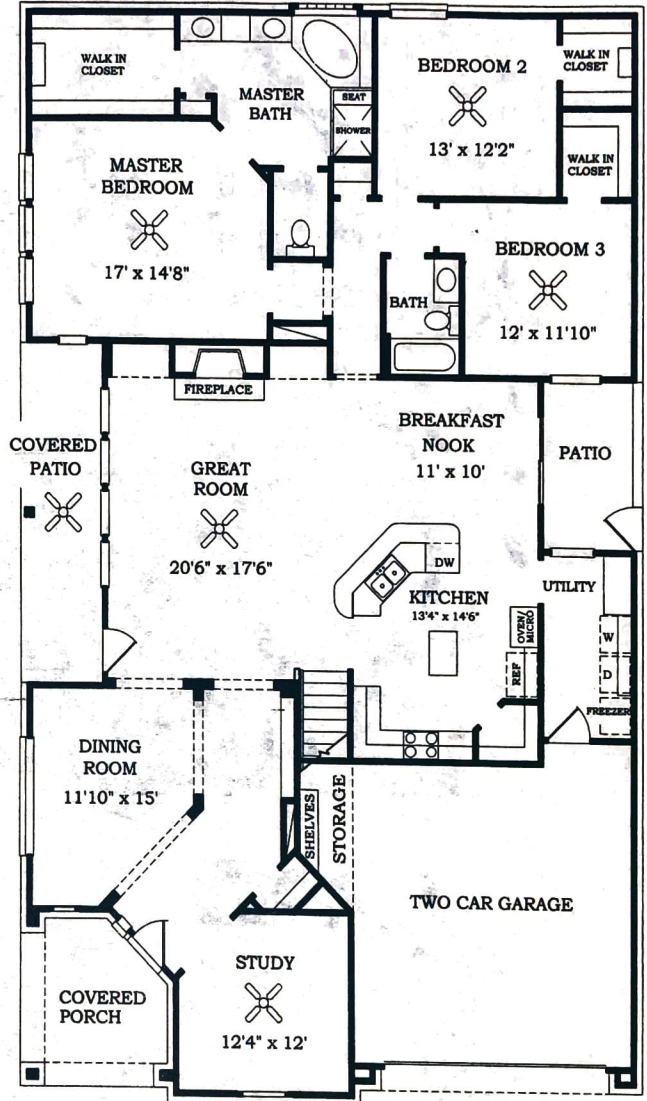 WALK IN
CLOSET
MASTER
BATH
SEAT
SHOWER
BEDROOM 2
13' x 12'2"
WALK IN
CLOSET
WALK IN
CLOSET
MASTER
BEDROOM
17' x 14'8"
BEDROOM 3
12' x 11'10"
BATH
FIREPLACE
COVERED
PATIO
GREAT
ROOM
20'6" x 17'6"
BREAKFAST
NOOK
11' x 10'
PATIO
DW
KITCHEN
13'4" x 14'6"
UTILITY
OVEN/
MICRO
REF
W
D
FREEZER
DINING
ROOM
11'10" x 15'
SHELVES
STORAGE
TWO CAR GARAGE
STUDY
12'4" x 12'
COVERED
PORCH